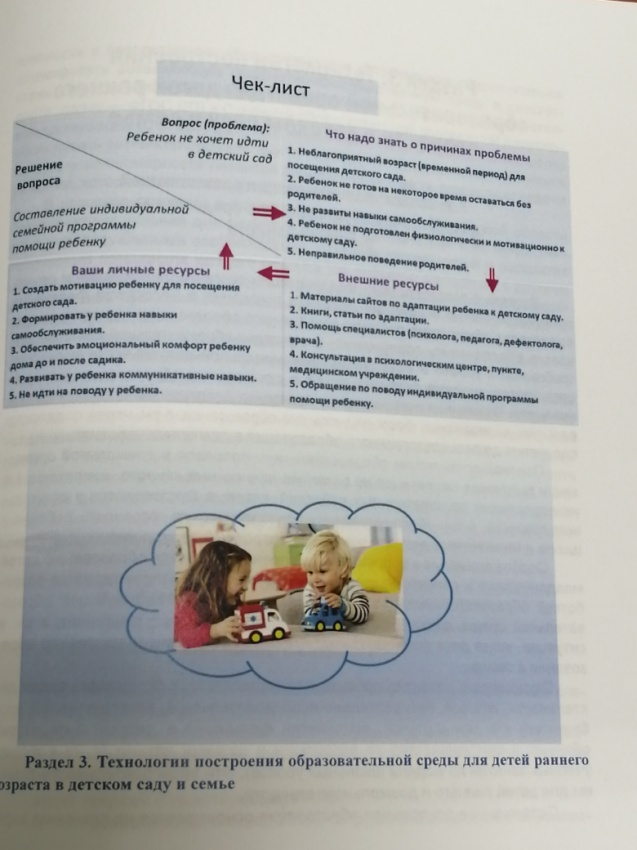 Чек-лист
Вопрос (проблема):
Ребенок не хочет идти
в детский сад
Решение
вопроса
Составление индивидуальной
семейной программы
помощи ребенку
Что надо знать о причинах проблемы
1. Неблагоприятный возраст (временной период) для
посещения детского сада.
2. Ребенок не готов на некоторое время оставаться без
родителей.
3. Не развиты навыки самообслуживания.
4. Ребенок не подготовлен физиологически и мотивационно к
детскому саду.
5. Неправильное поведение родителей.
Ваши личные ресурсы
1. Создать мотивацию ребенку для посещения
детского сада.
2. Формировать у ребенка навыки
самообслуживания.
3. Обеспечить эмоциональный комфорт ребенку
дома до и после садика.
4. Развивать у ребенка коммуникативные навыки.
5. Не идти на поводу у ребенка.
Внешние ресурсы
1. Материалы сайтов по адаптации ребенка к детскому саду.
2. Книги, статьи по адаптации.
3. Помощь специалистов (психолога, педагога, дефектолога,
врача).
4. Консультация в психологическим центре, пункте,
медицинском учреждении.
5. Обращение по поводу индивидуальной программы
помощи ребенку.
Раздел 3. Технологии построения образовательной среды для детей раннего
озраста в детском саду и семье